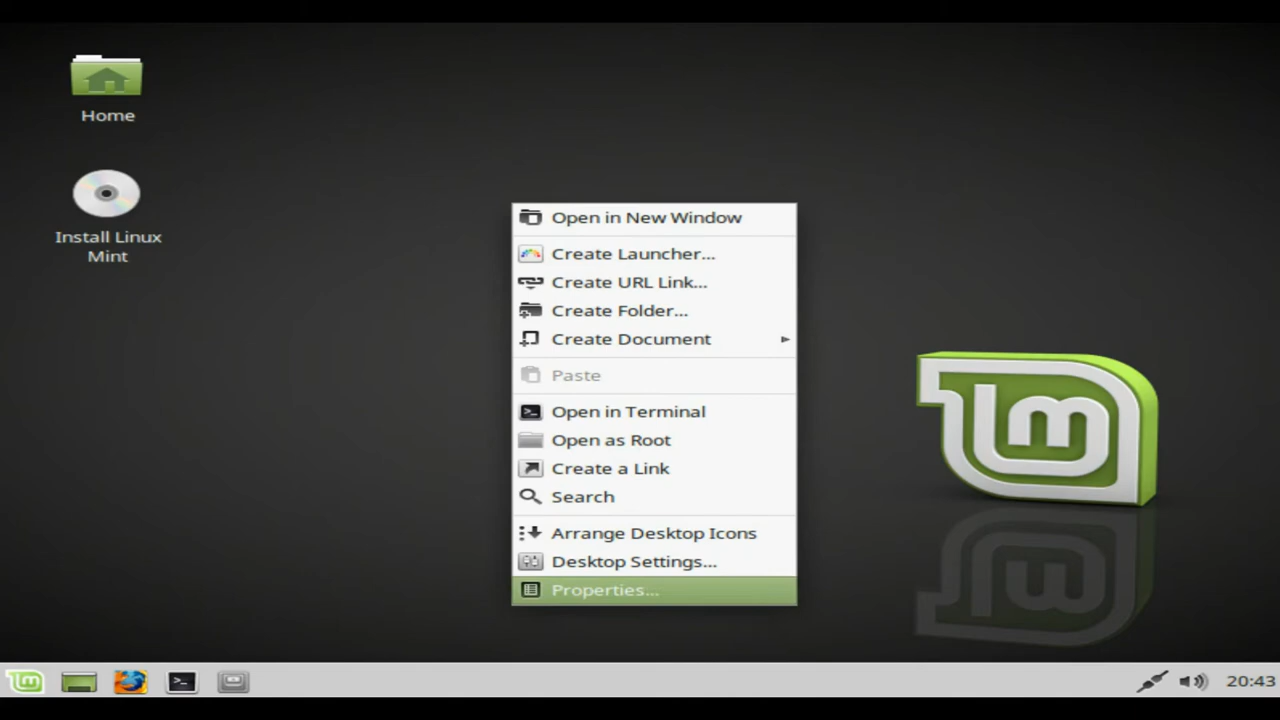 Home
Install Linux
Mint
Open in New Window
Create Launcher...
Create URL Link...
Create Folder...
Create Document
Paste
Open in Terminal
Open as Root
Create a Link
Search
Arrange Desktop Icons
Desktop Settings...
Properties...
20:43